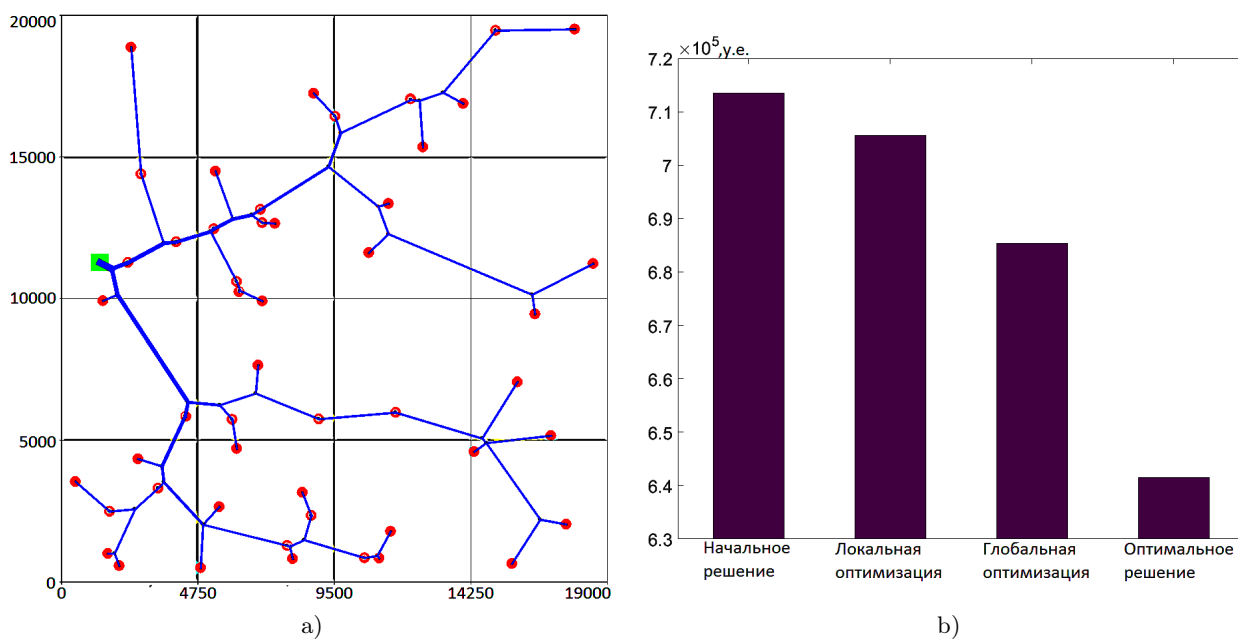 20000
15000
10000
5000
0
0 4750 9500 14250 19000
a)
×10⁵,y.e.
7.2
7.1
7
6.9
6.8
6.7
6.6
6.5
6.4
6.3
Начальное решение
Локальная оптимизация
Глобальная оптимизация
Оптимальное решение
b)